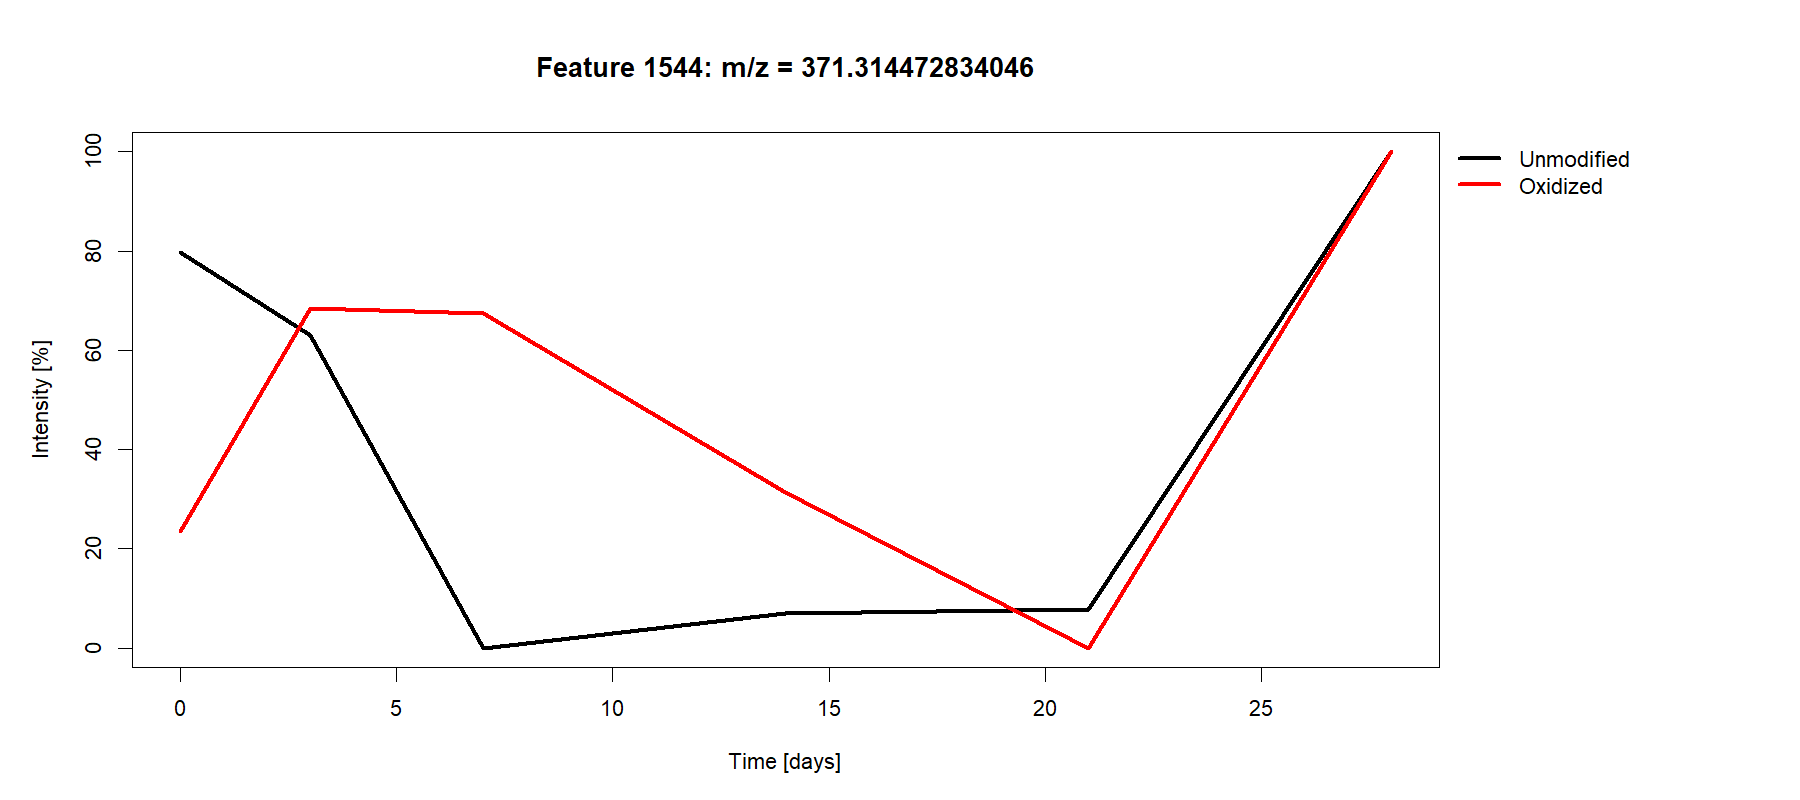 Feature 1544: m/z = 371.314472834046
Unmodified
Oxidized
Intensity [%]
100
80
60
40
20
0
0 5 10 15 20 25
Time [days]